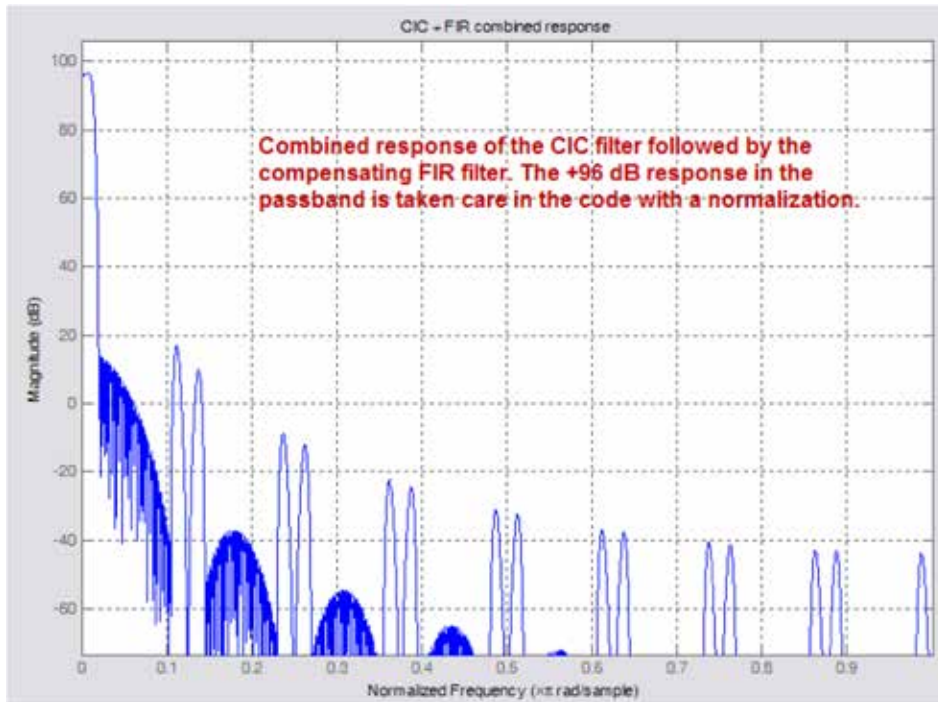 CIC + FIR combined response
100
80
60
40
20
0
-20
-40
-60
Magnitude (dB)
Combined response of the CIC filter followed by the
compensating FIR filter. The +96 dB response in the
passband is taken care in the code with a normalization.
0 0.1 0.2 0.3 0.4 0.5 0.6 0.7 0.8 0.9
Normalized Frequency (×π rad/sample)